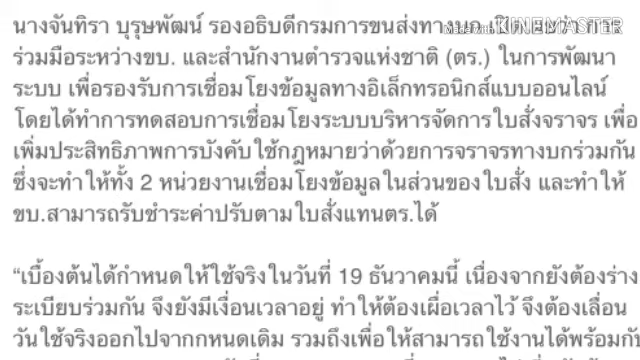 นางจันทิรา บุรุษพัฒน์ รองอธิบดีกรมการขนส่งทางบก
ร่วมมือระหว่างขบ. และสำนักงานตำรวจแห่งชาติ (ตร.) ในการพัฒนา
ระบบ เพื่อรองรับการเชื่อมโยงข้อมูลทางอิเล็กทรอนิกส์แบบออนไลน์
โดยได้ทำการทดสอบการเชื่อมโยงระบบบริหารจัดการใบสั่งจราจร เพื่อ
เพิ่มประสิทธิภาพการบังคับใช้กฎหมายว่าด้วยการจราจรทางบกร่วมกัน
ซึ่งจะทำให้ทั้ง 2 หน่วยงานเชื่อมโยงข้อมูลในส่วนของใบสั่ง และทำให้
ขบ.สามารถรับชำระค่าปรับตามใบสั่งแทนตร.ได้
“เบื้องต้นได้กำหนดให้ใช้จริงในวันที่ 19 ธันวาคมนี้ เนื่องจากยังต้องร่าง
ระเบียบร่วมกัน จึงยังมีเงื่อนเวลาอยู่ ทำให้ต้องเผื่อเวลาไว้ จึงต้องเลื่อน
วันใช้จริงออกไปจากกหนดเดิม รวมถึงเพื่อให้สามารถใช้งานได้พร้อมกัน